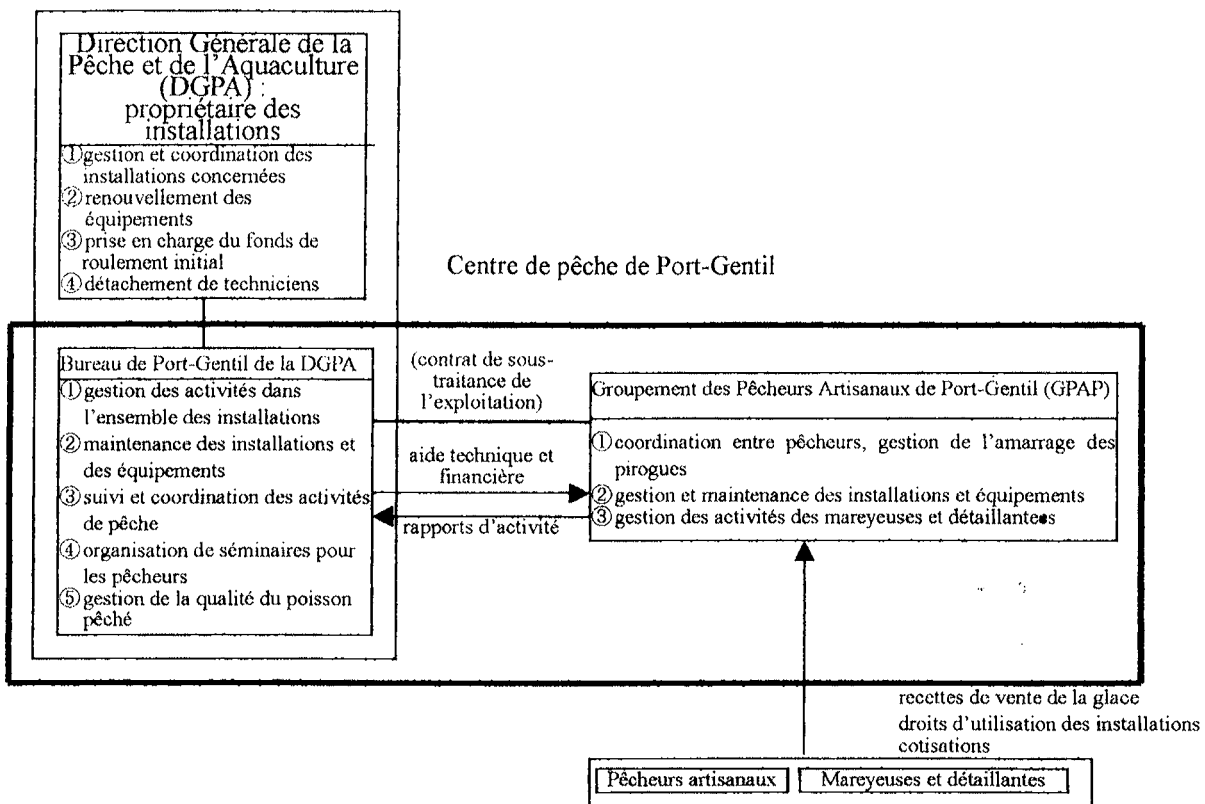 Direction Générale de la
Pêche et de l'Aquaculture
(DGPA) :
propriétaire des
installations
①gestion et coordination des
installations concernées
②renouvellement des
équipements
③prise en charge du fonds de
roulement initial
④détachement de techniciens
Centre de pêche de Port-Gentil
Bureau de Port-Gentil de la DGPA
①gestion des activités dans
l'ensemble des installations
②maintenance des installations et
des équipements
③suivi et coordination des activités
de pêche
④organisation de séminaires pour
les pêcheurs
⑤gestion de la qualité du poisson
pêché
(contrat de sous-
traitance de
l'exploitation)
aide technique et
financière
rapports d'activité
Groupement des Pêcheurs Artisanaux de Port-Gentil (GPAP)
①coordination entre pêcheurs, gestion de l'amarrage des
pirogues
②gestion et maintenance des installations et équipements
③gestion des activités des mareyeuses et détaillantes
recettes de vente de la glace
droits d'utilisation des installations
cotisations
Pêcheurs artisanaux
Mareyeuses et détaillantes